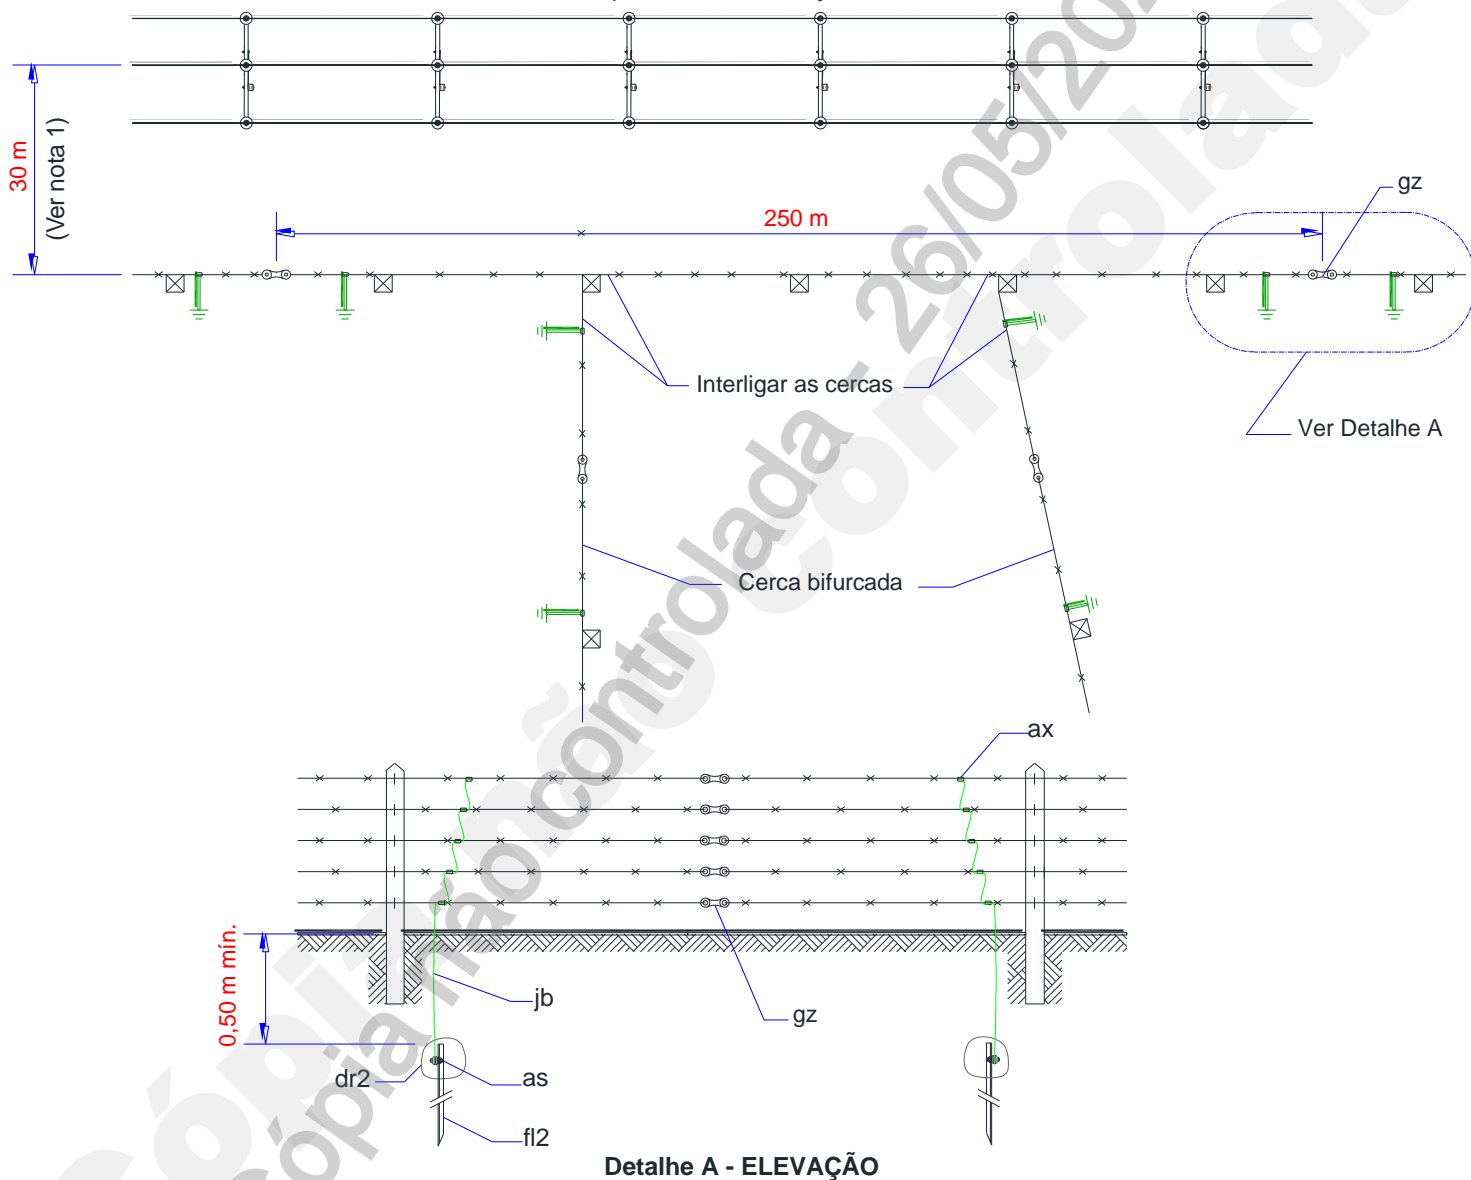 30 m
(Ver nota 1)
250 m
gz
Interligar as cercas
Ver Detalhe A
Cerca bifurcada
ax
0,50 m mín.
jb
gz
dr2
as
fl2
Detalhe A - ELEVAÇÃO
Cópia não controlada
Cópia não controlada - 26/05/20